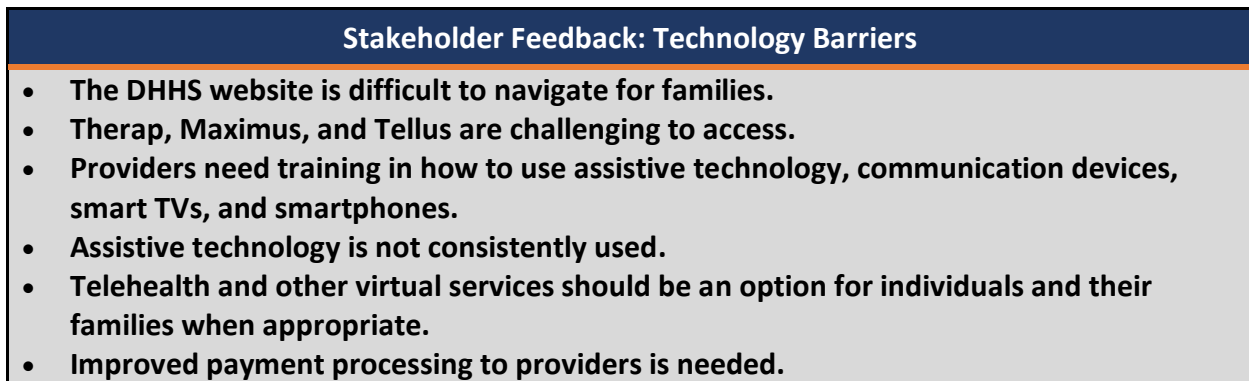 Stakeholder Feedback: Technology Barriers
• The DHHS website is difficult to navigate for families.
• Therap, Maximus, and Tellus are challenging to access.
• Providers need training in how to use assistive technology, communication devices,
smart TVs, and smartphones.
• Assistive technology is not consistently used.
• Telehealth and other virtual services should be an option for individuals and their
families when appropriate.
• Improved payment processing to providers is needed.